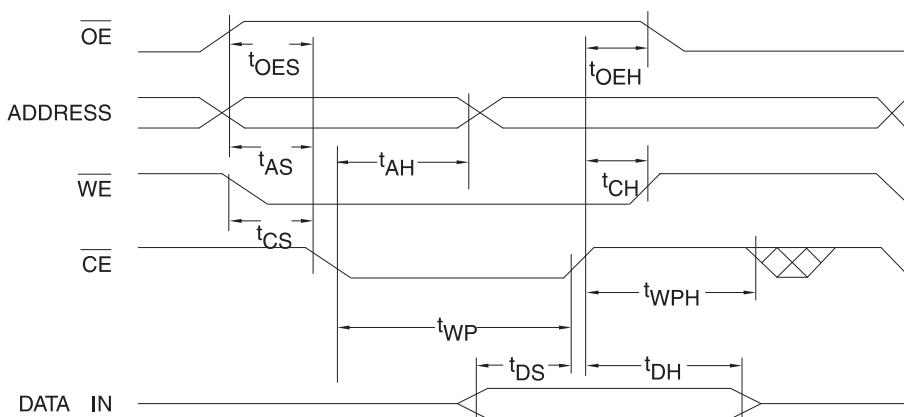 OE
tOES
tOEH
ADDRESS
tAS
tAH
tCH
WE
tCS
CE
tWPH
tWP
tDS
tDH
DATA IN